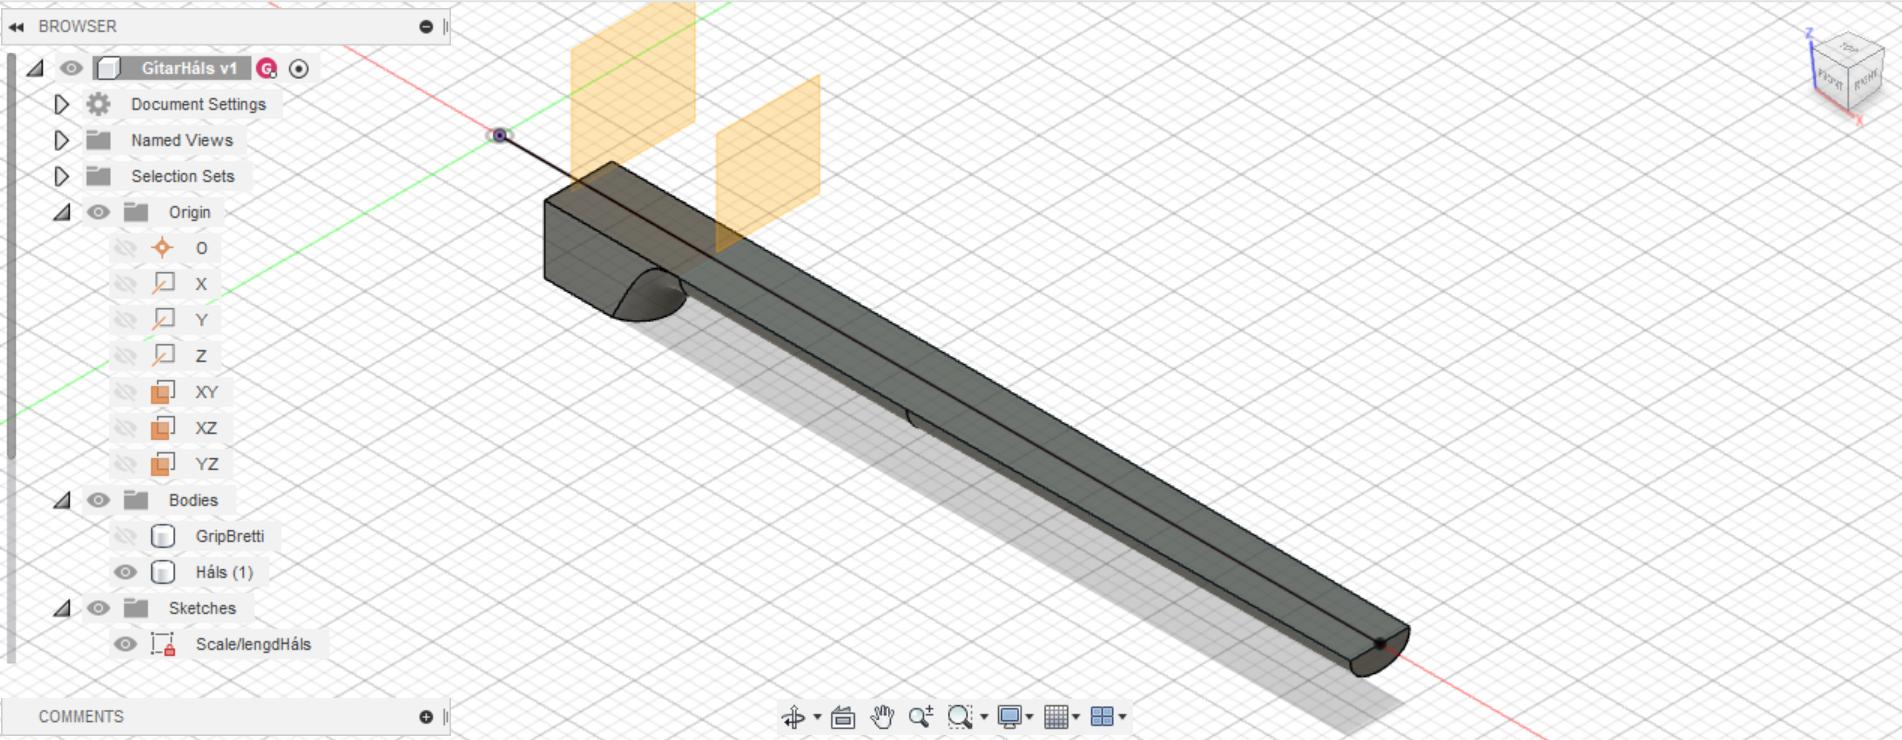 BROWSER
GítarHáls v1
G
Document Settings
Named Views
Selection Sets
Origin
O
X
Y
Z
XY
XZ
YZ
Bodies
GripBretti
Háls (1)
Sketches
Scale/lengdHáls
COMMENTS
Z
TOP
FRONT
RIGHT
X